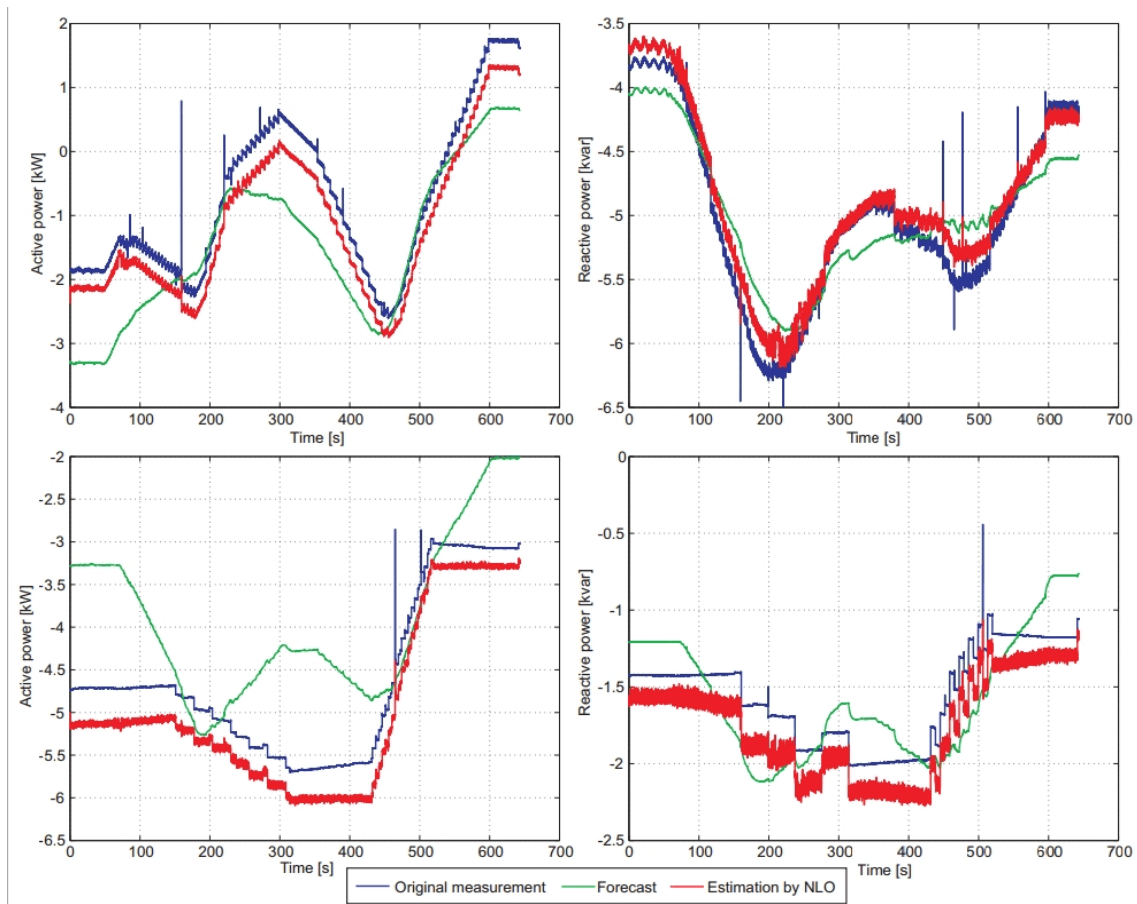 2
1
0
-1
-2
-3
-4
Active power [kW]
0 100 200 300 400 500 600 700
Time [s]
-3.5
-4
-4.5
-5
-5.5
-6
-6.5
Reactive power [kvar]
0 100 200 300 400 500 600 700
Time [s]
-2
-2.5
-3
-3.5
-4
-4.5
-5
-5.5
-6
-6.5
Active power [kW]
0 100 200 300 400 500 600 700
Time [s]
0
-0.5
-1
-1.5
-2
-2.5
Reactive power [kvar]
0 100 200 300 400 500 600 700
Time [s]
Original measurement Forecast Estimation by NLO